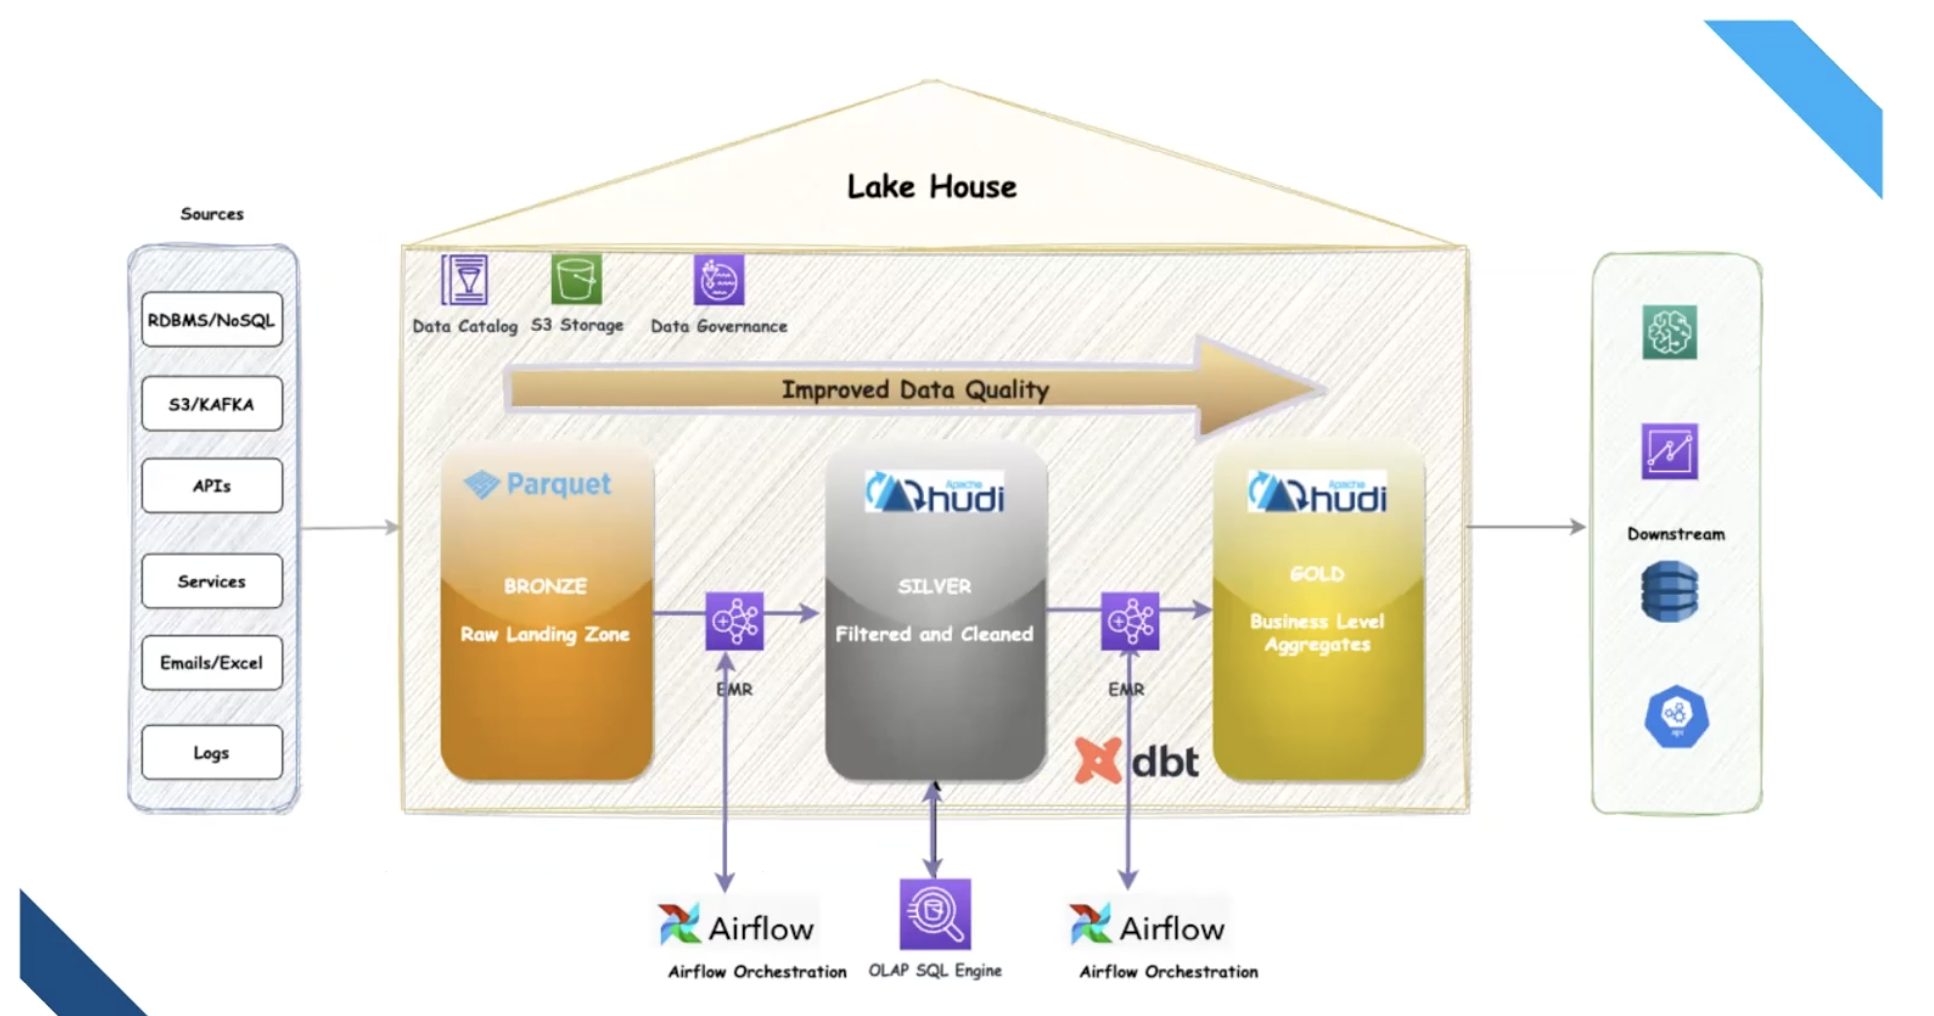 Lake House
Sources
RDBMS/NoSQL
S3/KAFKA
APIs
Services
Emails/Excel
Logs
Data Catalog
S3 Storage
Data Governance
Improved Data Quality
Parquet
BRONZE
Raw Landing Zone
EMR
Apache
hudi
SILVER
Filtered and Cleaned
EMR
dbt
Apache
hudi
GOLD
Business Level
Aggregates
Downstream
api
Airflow
Airflow Orchestration
OLAP SQL Engine
Airflow
Airflow Orchestration